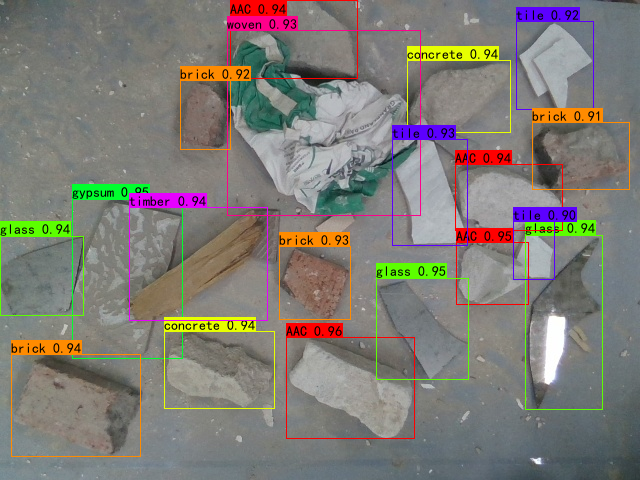 AAC 0.94
tile 0.92
woven 0.93
concrete 0.94
brick 0.92
brick 0.91
tile 0.93
AAC 0.94
gypsum 0.95
timber 0.94
tile 0.90
glass 0.94
glass 0.94
AAC 0.95
brick 0.93
glass 0.95
concrete 0.94
AAC 0.96
brick 0.94